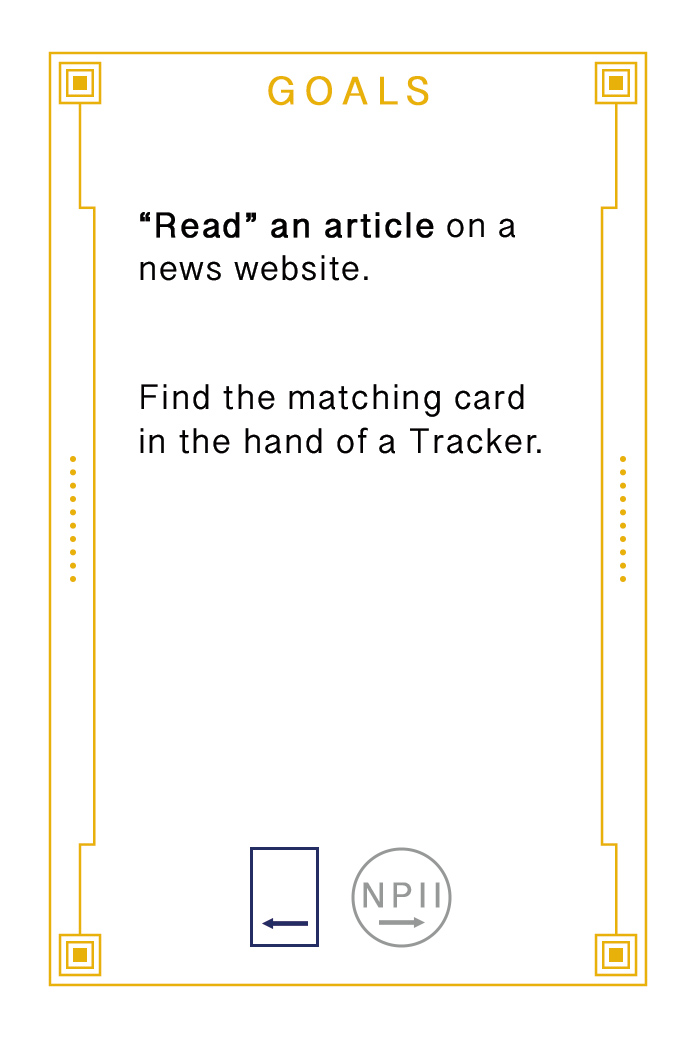 GOALS
“Read” an article on a
news website.
Find the matching card
in the hand of a Tracker.
NPII